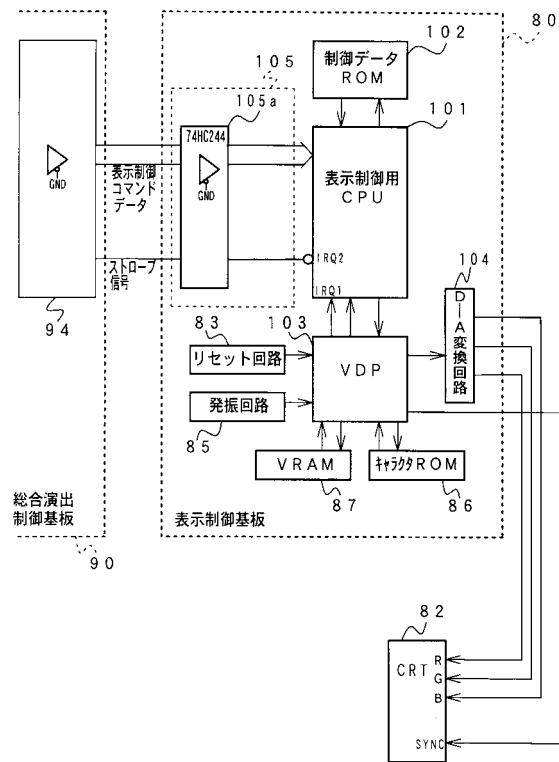 80
102
制御データ
ROM
105
105a
101
74HC244
GND
表示制御
コマンド
データ
GND
表示制御用
CPU
ストローブ
信号
IRQ2
IRQ1
94
104
D-A変換回路
103
83
リセット回路
VDP
発振回路
85
VRAM
キャラクタROM
87
86
総合演出
制御基板
表示制御基板
90
82
CRT
R
G
B
SYNC